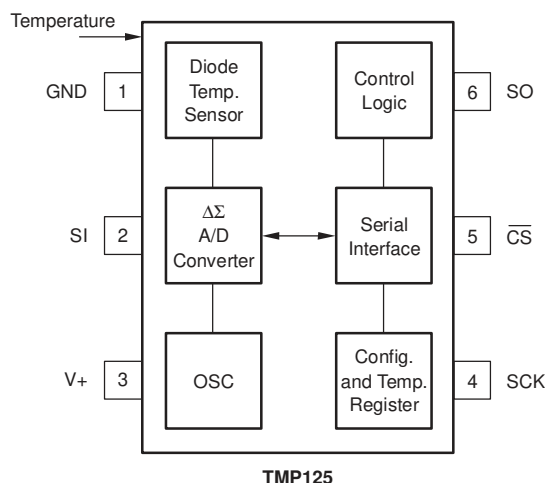 Temperature
GND
1
Diode
Temp.
Sensor
Control
Logic
6
SO
SI
2
ΔΣ
A/D
Converter
Serial
Interface
5
C̅S̅
V+
3
OSC
Config.
and Temp.
Register
4
SCK
TMP125